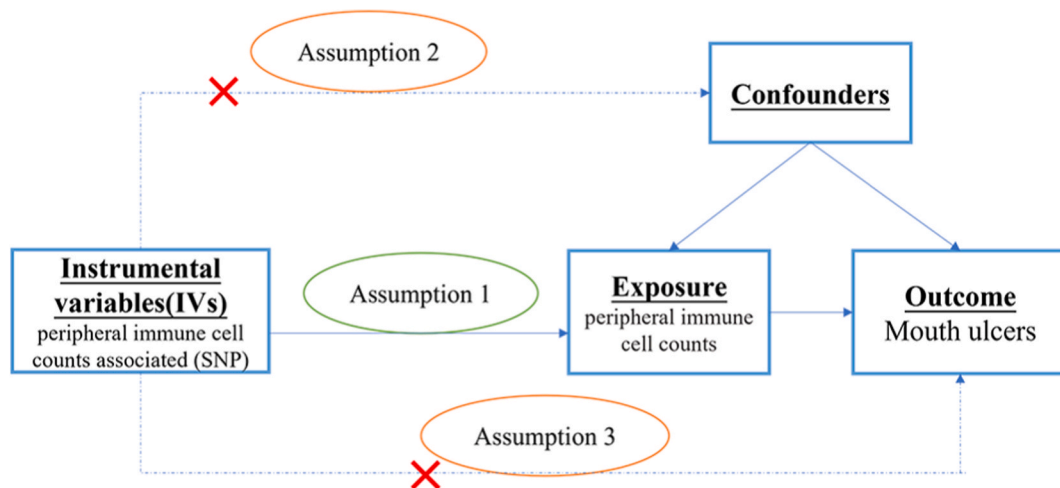 Assumption 2
Confounders
Instrumental
variables(IVs)
peripheral immune cell
counts associated (SNP)
Assumption 1
Exposure
peripheral immune
cell counts
Outcome
Mouth ulcers
Assumption 3